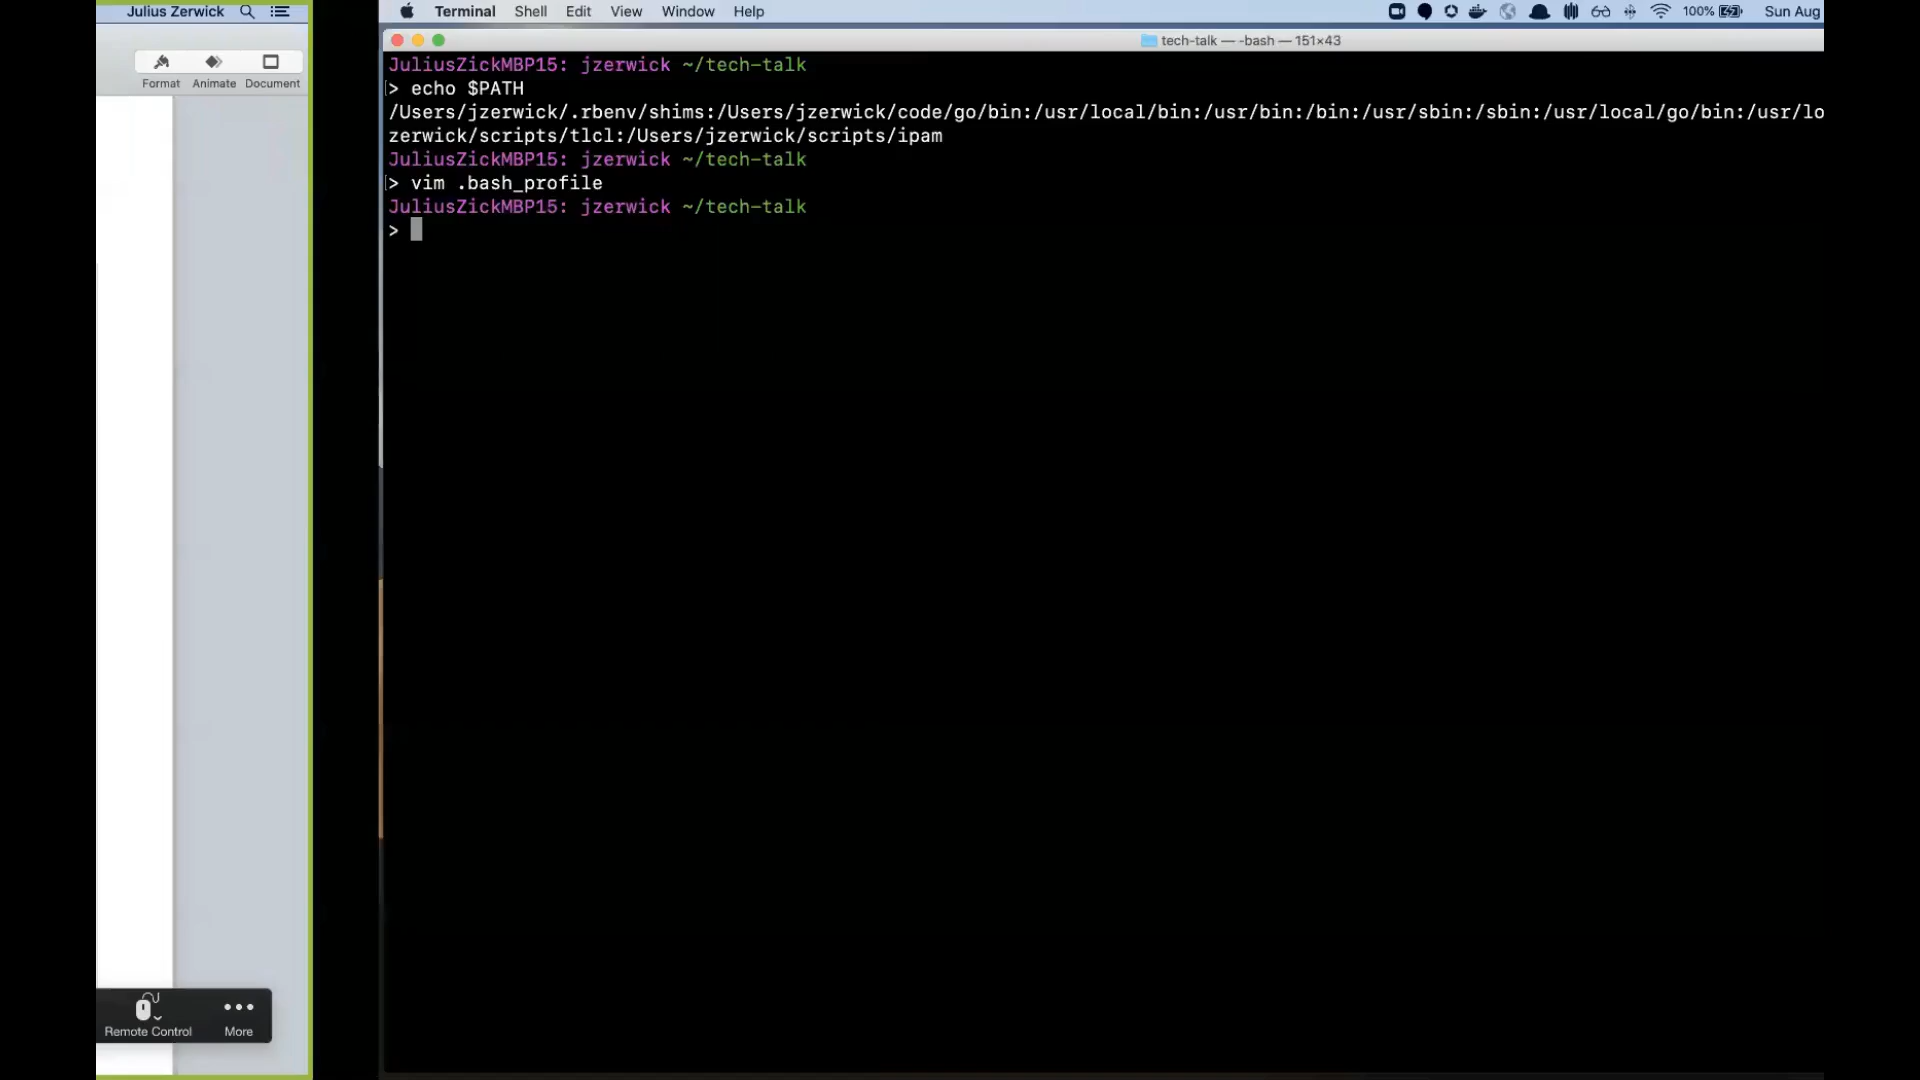 Julius Zerwick
Format Animate Document
Remote Control More
Terminal Shell Edit View Window Help
100% Sun Aug
tech-talk — -bash — 151×43
JuliusZickMBP15: jzerwick ~/tech-talk
> echo $PATH
/Users/jzerwick/.rbenv/shims:/Users/jzerwick/code/go/bin:/usr/local/bin:/usr/bin:/bin:/usr/sbin:/sbin:/usr/local/go/bin:/usr/lo
zerwick/scripts/tlcl:/Users/jzerwick/scripts/ipam
JuliusZickMBP15: jzerwick ~/tech-talk
> vim .bash_profile
JuliusZickMBP15: jzerwick ~/tech-talk
>